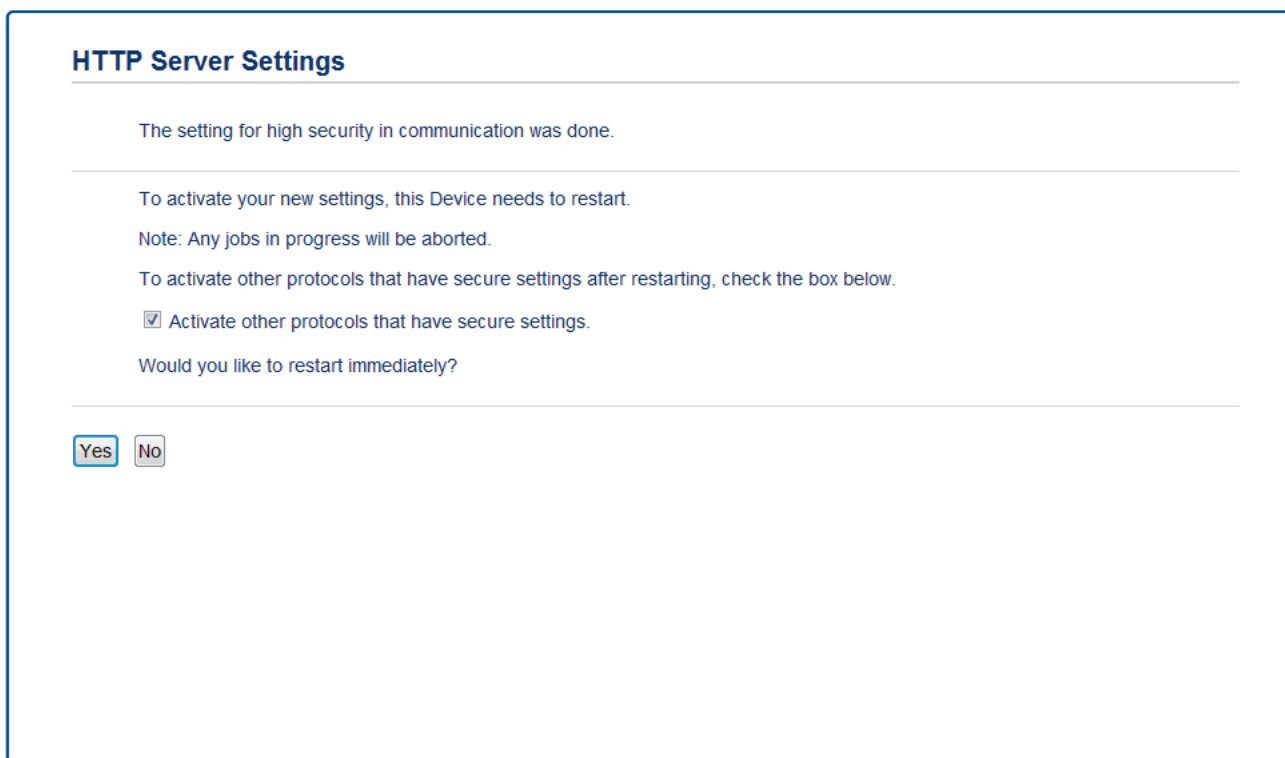 HTTP Server Settings
The setting for high security in communication was done.
To activate your new settings, this Device needs to restart.
Note: Any jobs in progress will be aborted.
To activate other protocols that have secure settings after restarting, check the box below.
Activate other protocols that have secure settings.
Would you like to restart immediately?
Yes No